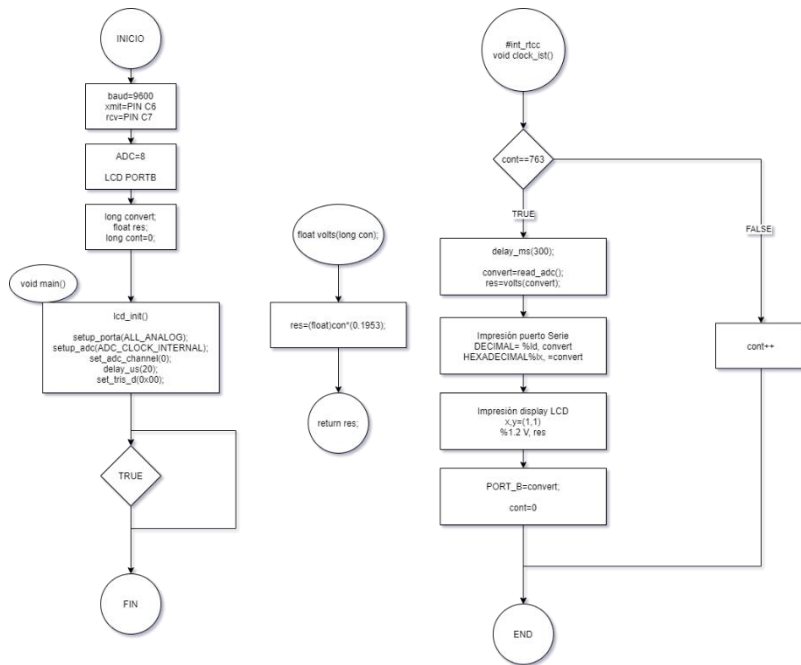 INICIO
baud=9600
xmit=PIN C6
rcv=PIN C7
ADC=8
LCD PORTB
long convert;
float res;
long cont=0;
void main()
lcd_init()
setup_porta(ALL_ANALOG);
setup_adc(ADC_CLOCK_INTERNAL);
set_adc_channel(0);
delay_us(20);
set_tris_d(0x00);
TRUE
FIN
float volts(long con);
res=(float)con*(0.1953);
return res;
#int_rtcc
void clock_ist()
cont==763
TRUE
FALSE
delay_ms(300);
convert=read_adc();
res=volts(convert);
Impresión puerto Serie
DECIMAL= %ld, convert
HEXADECIMAL%lx, =convert
Impresión display LCD
x,y=(1,1)
%1.2 V, res
PORT_B=convert;
cont=0
cont++
END